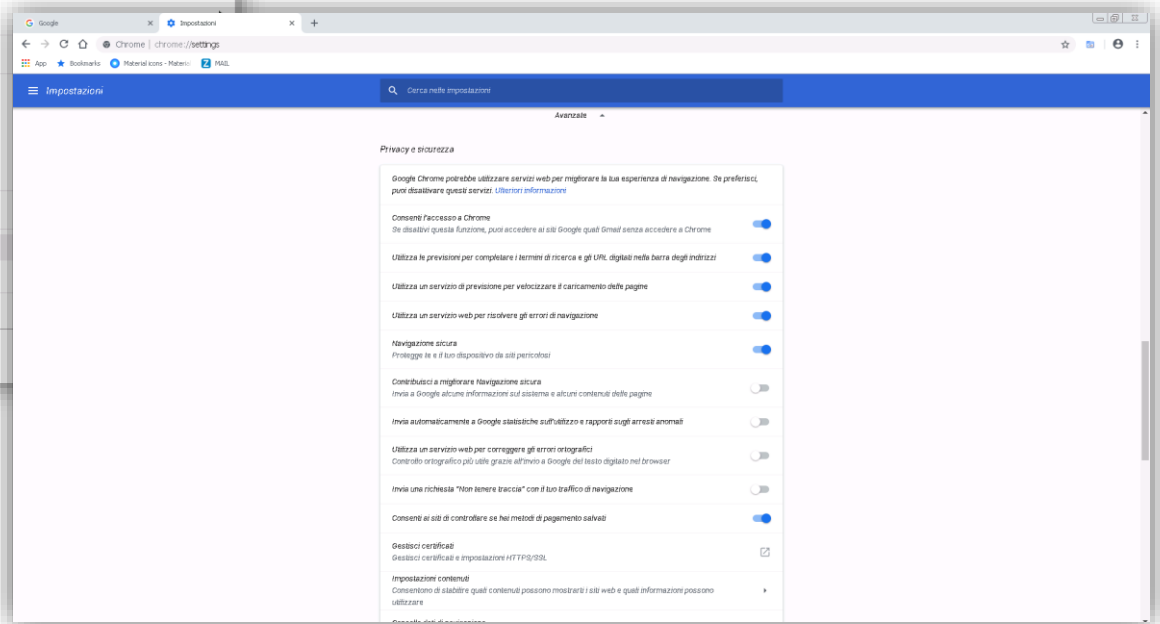 Google
Impostazioni
Chrome | chrome://settings
App Bookmarks Material icons - Material MAIL
Impostazioni
Cerca nelle impostazioni
Avanzate
Privacy e sicurezza
Google Chrome potrebbe utilizzare servizi web per migliorare la tua esperienza di navigazione. Se preferisci,
puoi disattivare questi servizi. Ulteriori informazioni
Consenti l'accesso a Chrome
Se disattivi questa funzione, puoi accedere ai siti Google quali Gmail senza accedere a Chrome
Utilizza le previsioni per completare i termini di ricerca e gli URL digitati nella barra degli indirizzi
Utilizza un servizio di previsione per velocizzare il caricamento delle pagine
Utilizza un servizio web per risolvere gli errori di navigazione
Navigazione sicura
Protegge te e il tuo dispositivo da siti pericolosi
Contribuisci a migliorare Navigazione sicura
Invia a Google alcune informazioni sul sistema e alcuni contenuti delle pagine
Invia automaticamente a Google statistiche sull'utilizzo e rapporti sugli arresti anomali
Utilizza un servizio web per correggere gli errori ortografici
Controllo ortografico più utile grazie all'invio a Google del testo digitato nel browser
Invia una richiesta "Non tenere traccia" con il tuo traffico di navigazione
Consenti ai siti di controllare se hai metodi di pagamento salvati
Gestisci certificati
Gestisci certificati e impostazioni HTTPS/SSL
Impostazioni contenuti
Consentono di stabilire quali contenuti possono mostrarti i siti web e quali informazioni possono
utilizzare